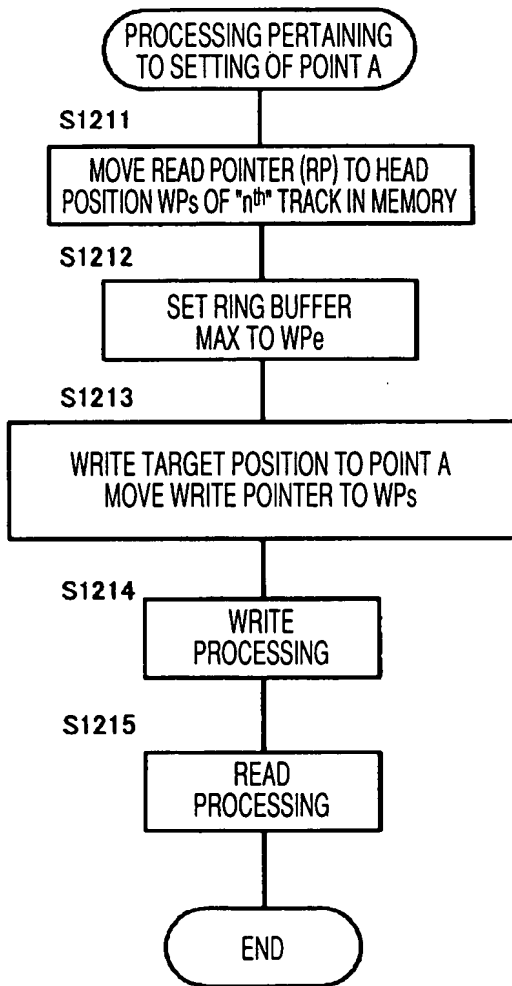 PROCESSING PERTAINING
TO SETTING OF POINT A
S1211
MOVE READ POINTER (RP) TO HEAD
POSITION WPs OF "nth" TRACK IN MEMORY
S1212
SET RING BUFFER
MAX TO WPe
S1213
WRITE TARGET POSITION TO POINT A
MOVE WRITE POINTER TO WPs
S1214
WRITE
PROCESSING
S1215
READ
PROCESSING
END